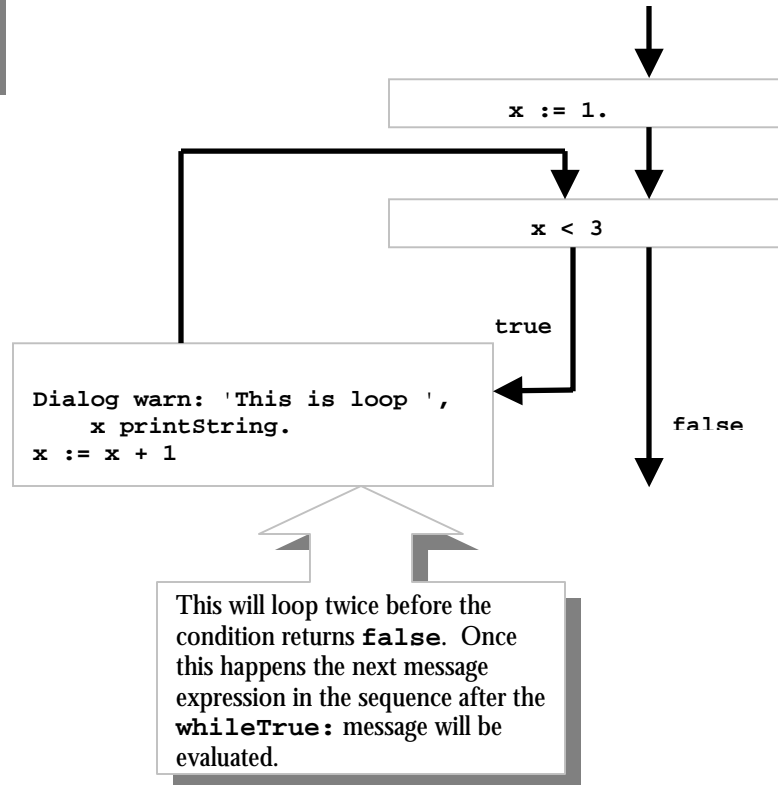 x := 1.
x < 3
true
Dialog warn: 'This is loop ',
x printString.
x := x + 1
false
This will loop twice before the
condition returns false. Once
this happens the next message
expression in the sequence after the
whileTrue: message will be
evaluated.